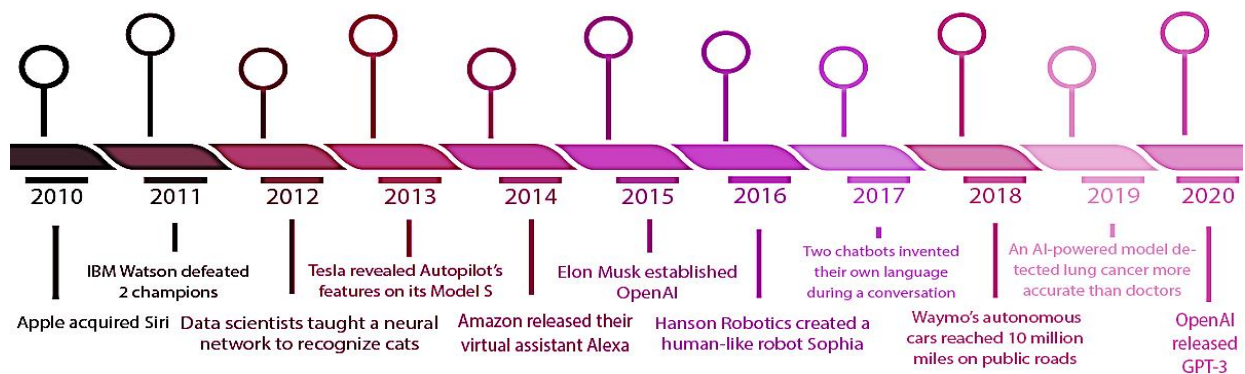 2010
2011
2012
2013
2014
2015
2016
2017
2018
2019
2020
Apple acquired Siri
IBM Watson defeated
2 champions
Data scientists taught a neural
network to recognize cats
Tesla revealed Autopilot's
features on its Model S
Amazon released their
virtual assistant Alexa
Elon Musk established
OpenAI
Hanson Robotics created a
human-like robot Sophia
Two chatbots invented
their own language
during a conversation
Waymo's autonomous
cars reached 10 million
miles on public roads
An AI-powered model de-
tected lung cancer more
accurate than doctors
OpenAI
released
GPT-3